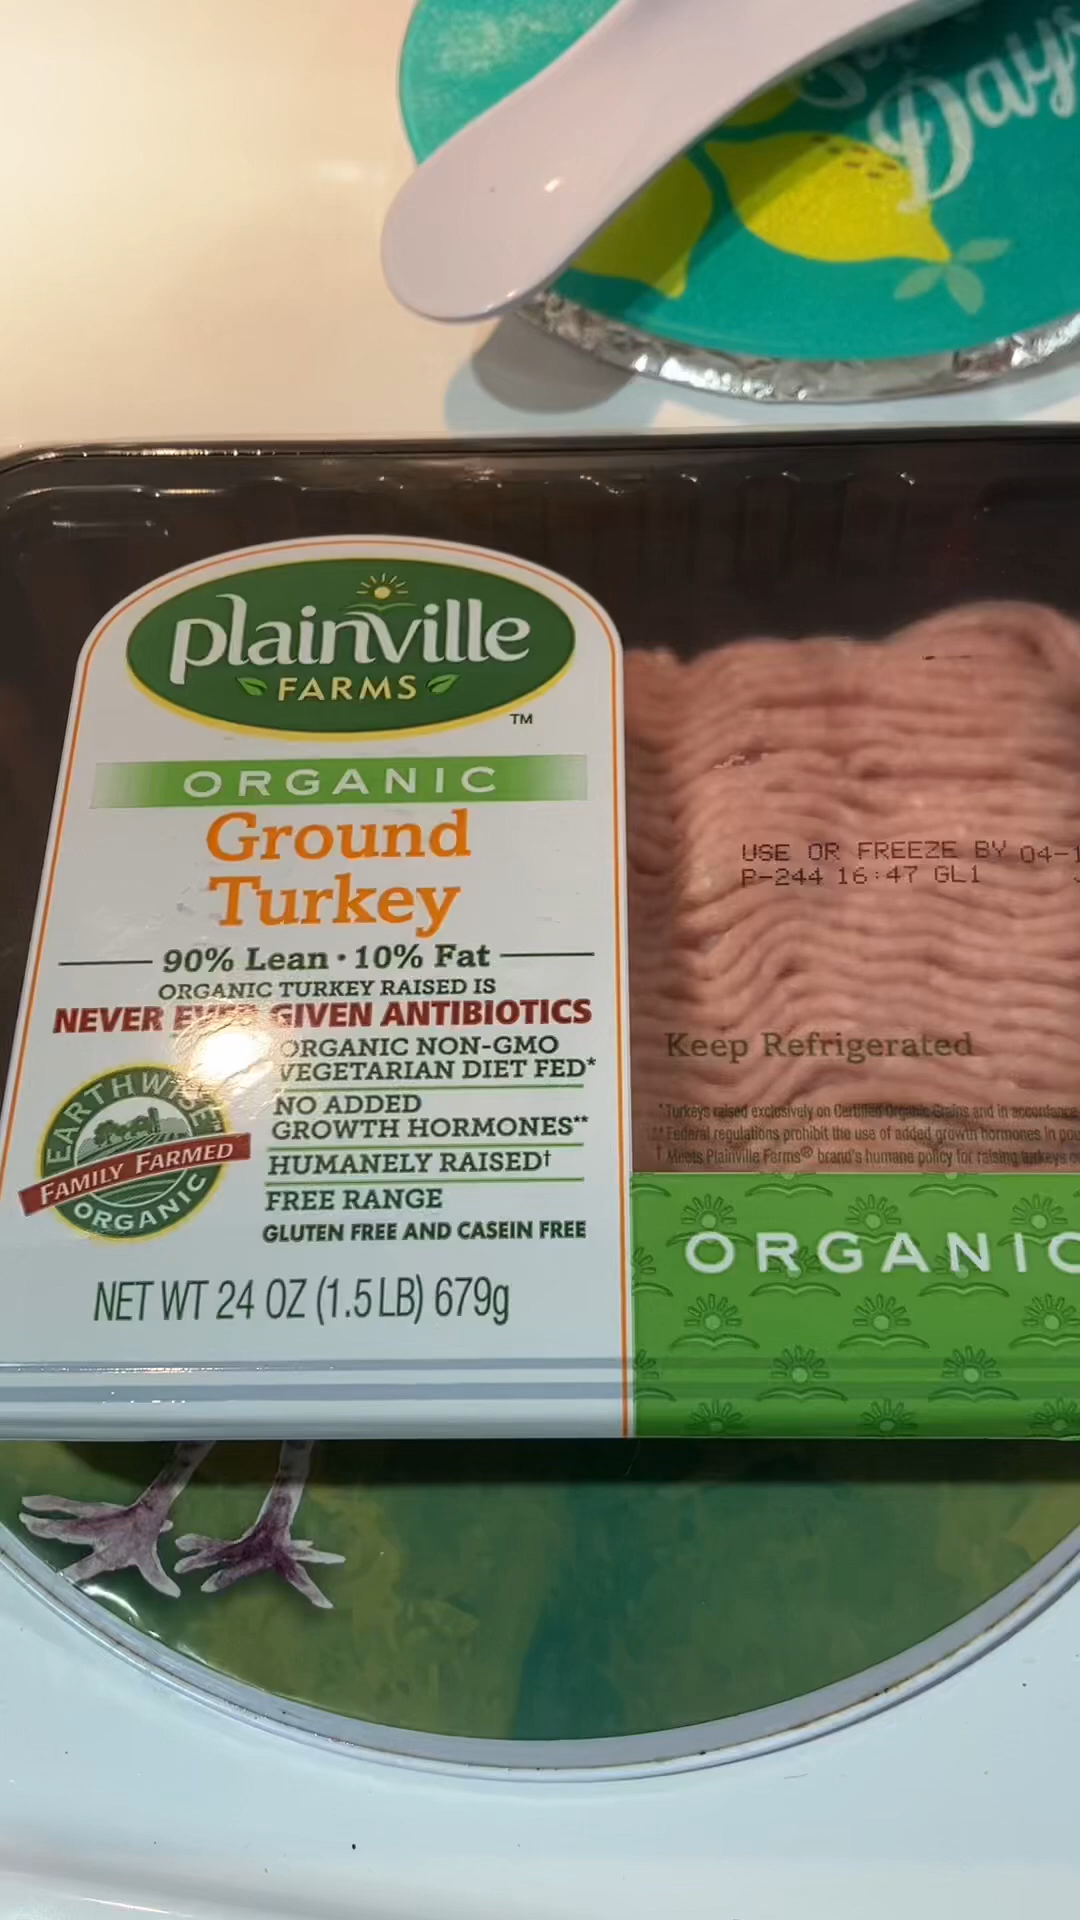 Days
plainville
FARMS
TM
ORGANIC
Ground
Turkey
90% Lean • 10% Fat
ORGANIC TURKEY RAISED IS
NEVER EVER GIVEN ANTIBIOTICS
ORGANIC NON-GMO
VEGETARIAN DIET FED*
NO ADDED
GROWTH HORMONES**
HUMANELY RAISED†
FREE RANGE
GLUTEN FREE AND CASEIN FREE
EARTHWISE
FAMILY FARMED
ORGANIC
NET WT 24 OZ (1.5 LB) 679g
USE OR FREEZE BY 04-1
P-244 16:47 GL1
Keep Refrigerated
*Turkeys raised exclusively on Certified Organic Grains and in accordance
** Federal regulations prohibit the use of added growth hormones in
† Meets Plainville Farms® brand's humane policy for raising turkeys
ORGANIC